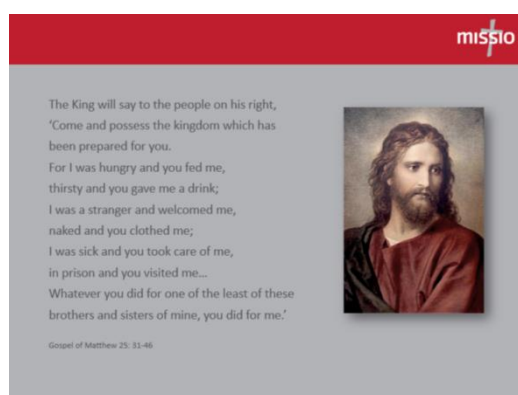 missio
The King will say to the people on his right,
‘Come and possess the kingdom which has
been prepared for you.
For I was hungry and you fed me,
thirsty and you gave me a drink;
I was a stranger and welcomed me,
naked and you clothed me;
I was sick and you took care of me,
in prison and you visited me...
Whatever you did for one of the least of these
brothers and sisters of mine, you did for me.’
Gospel of Matthew 25: 31-46